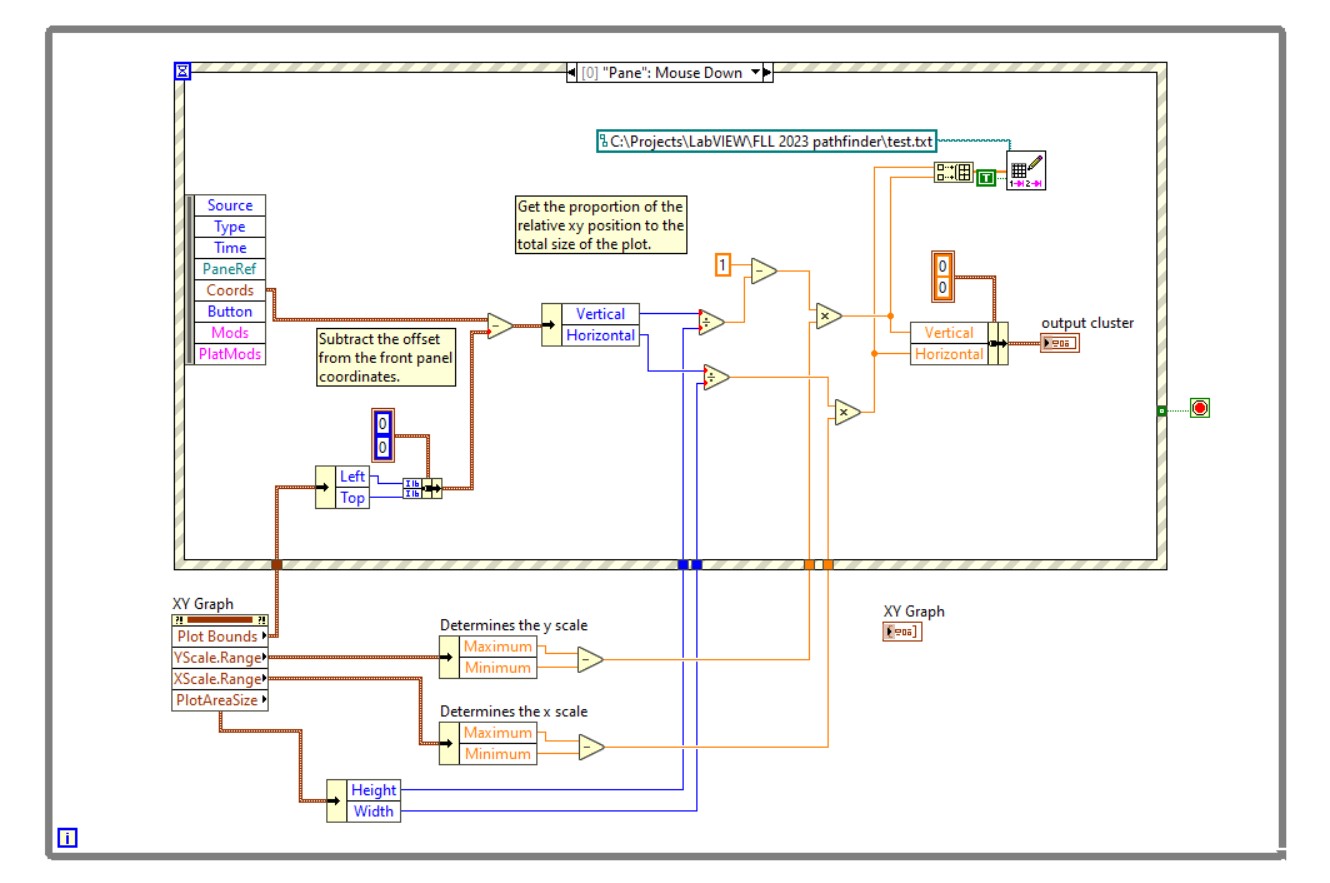 [0] "Pane": Mouse Down
C:\Projects\LabVIEW\FLL 2023 pathfinder\test.txt
T
1 2
Source
Type
Time
PaneRef
Coords
Button
Mods
PlatMods
Get the proportion of the
relative xy position to the
total size of the plot.
1
Subtract the offset
from the front panel
coordinates.
Vertical
Horizontal
0
0
Vertical
Horizontal
output cluster
0
0
Left
Top
XY Graph
Plot Bounds
YScale.Range
XScale.Range
PlotAreaSize
Determines the y scale
Maximum
Minimum
Determines the x scale
Maximum
Minimum
Height
Width
XY Graph
i